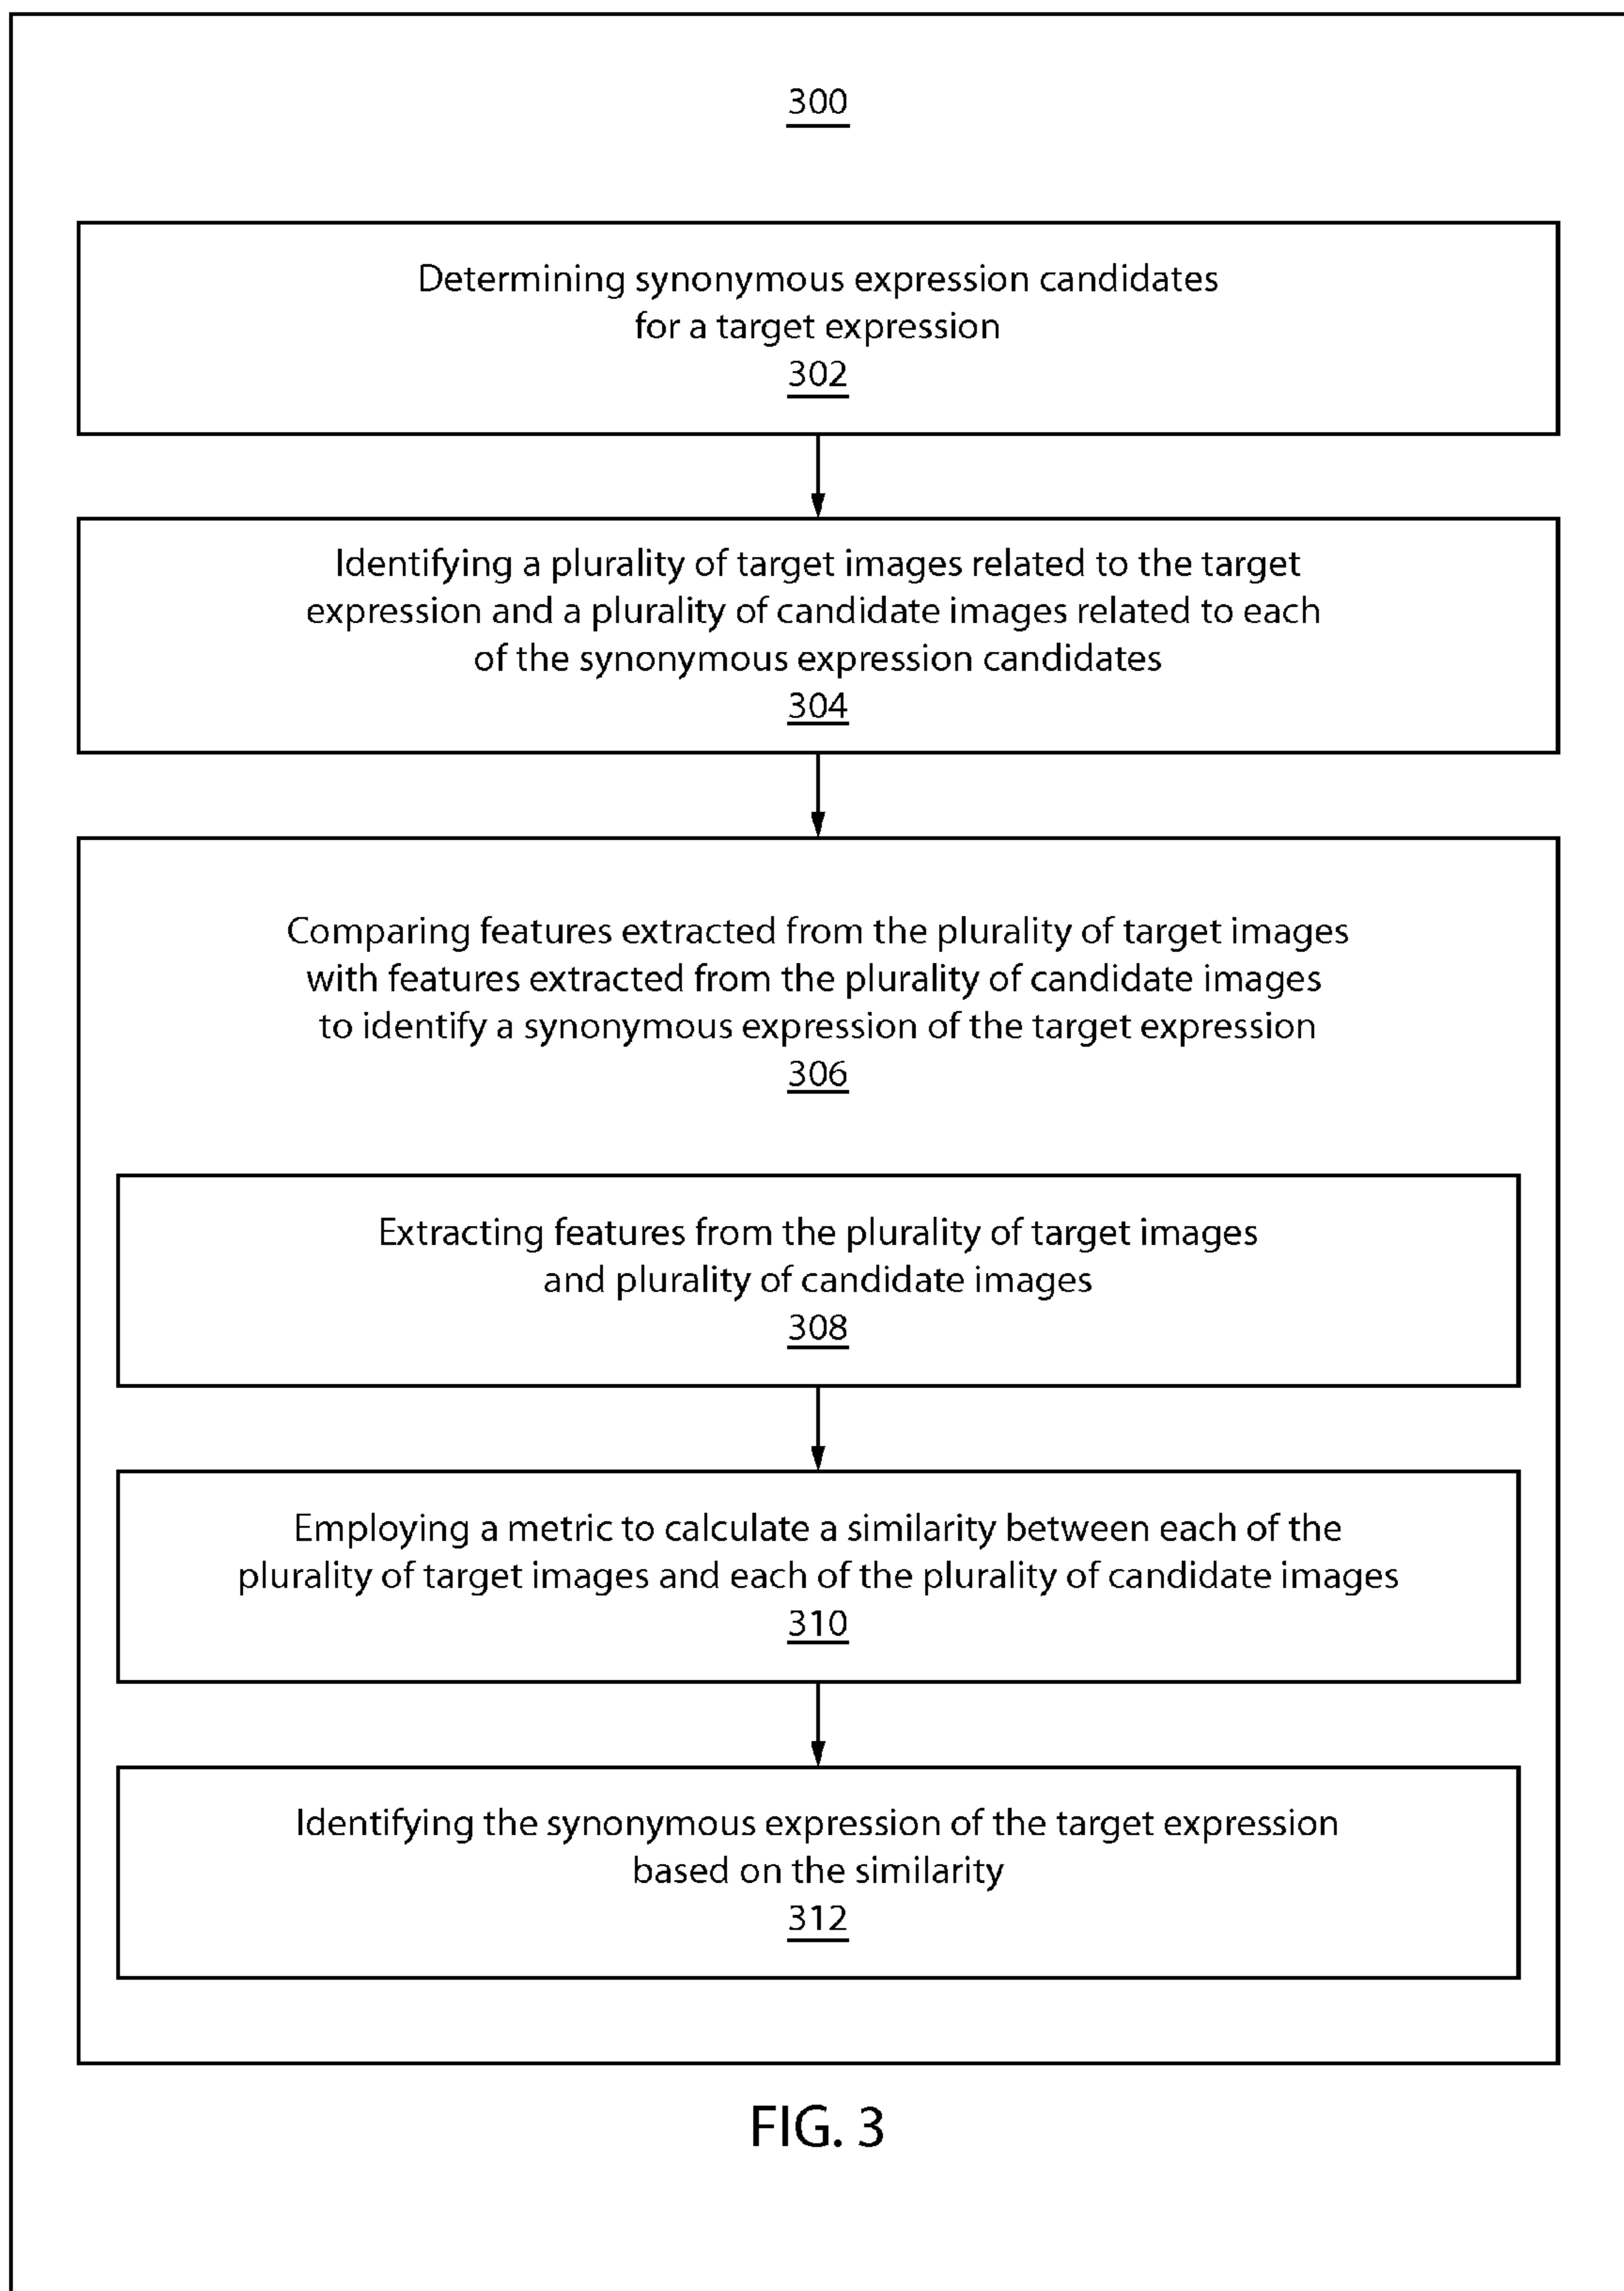 300
Determining synonymous expression candidates
for a target expression
302
Identifying a plurality of target images related to the target
expression and a plurality of candidate images related to each
of the synonymous expression candidates
304
Comparing features extracted from the plurality of target images
with features extracted from the plurality of candidate images
to identify a synonymous expression of the target expression
306
Extracting features from the plurality of target images
and plurality of candidate images
308
Employing a metric to calculate a similarity between each of the
plurality of target images and each of the plurality of candidate images
310
Identifying the synonymous expression of the target expression
based on the similarity
312
FIG. 3